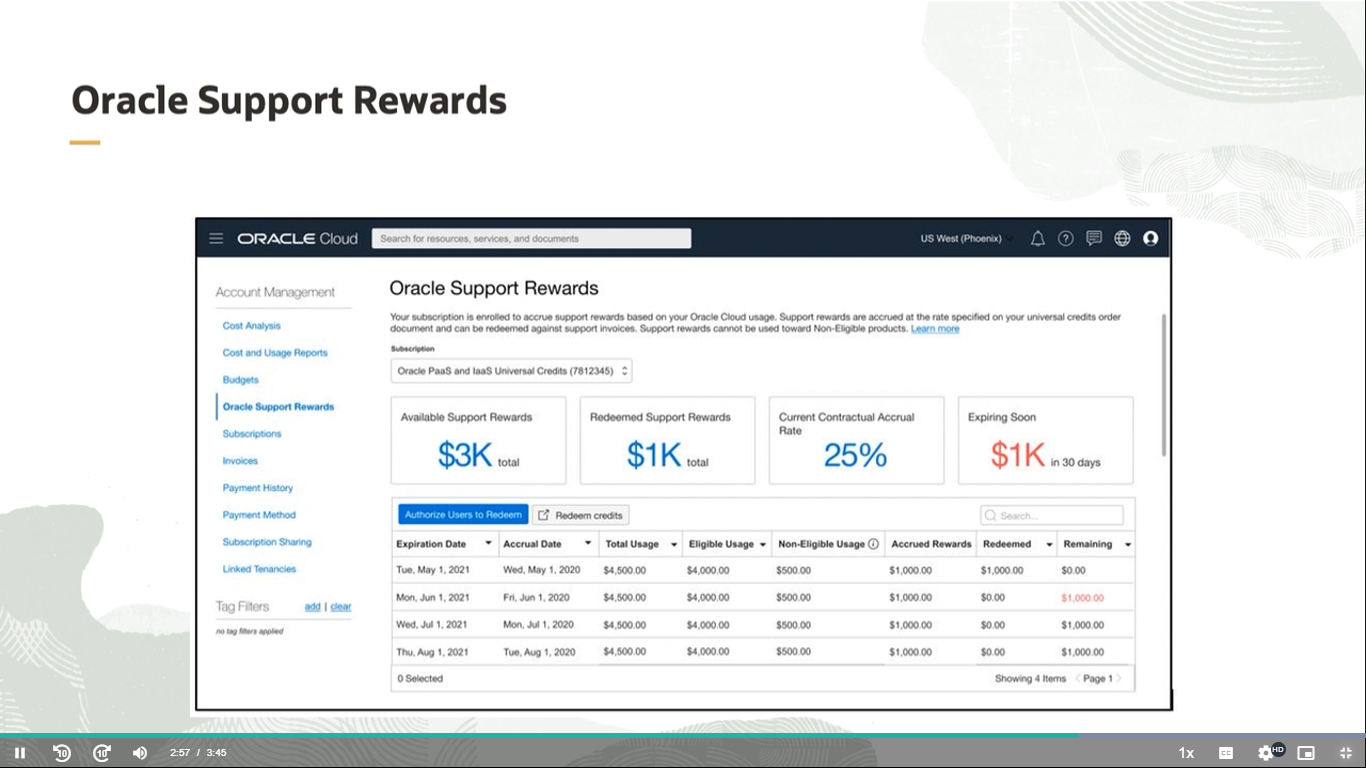 Oracle Support Rewards
ORACLE Cloud
Search for resources, services, and documents
US West (Phoenix)
Account Management
Cost Analysis
Cost and Usage Reports
Budgets
Oracle Support Rewards
Subscriptions
Invoices
Payment History
Payment Method
Subscription Sharing
Linked Tenancies
Tag Filters add | clear
no tag filters applied
Oracle Support Rewards
Your subscription is enrolled to accrue support rewards based on your Oracle Cloud usage. Support rewards are accrued at the rate specified on your universal credits order
document and can be redeemed against support invoices. Support rewards cannot be used toward Non-Eligible products. Learn more
Subscription
Oracle PaaS and IaaS Universal Credits (7812345)
Available Support Rewards
$3K total
Redeemed Support Rewards
$1K total
Current Contractual Accrual
Rate
25%
Expiring Soon
$1K in 30 days
Authorize Users to Redeem
Redeem credits
Search...
Expiration Date Accrual Date Total Usage Eligible Usage Non-Eligible Usage Accrued Rewards Redeemed Remaining
Tue, May 1, 2021 Wed, May 1, 2020 $4,500.00 $4,000.00 $500.00 $1,000.00 $1,000.00 $0.00
Mon, Jun 1, 2021 Fri, Jun 1, 2020 $4,500.00 $4,000.00 $500.00 $1,000.00 $0.00 $1,000.00
Wed, Jul 1, 2021 Mon, Jul 1, 2020 $4,500.00 $4,000.00 $500.00 $1,000.00 $0.00 $1,000.00
Thu, Aug 1, 2021 Tue, Aug 1, 2020 $4,500.00 $4,000.00 $500.00 $1,000.00 $0.00 $1,000.00
0 Selected Showing 4 Items Page 1
10 10 2:57 / 3:45 1x CC HD